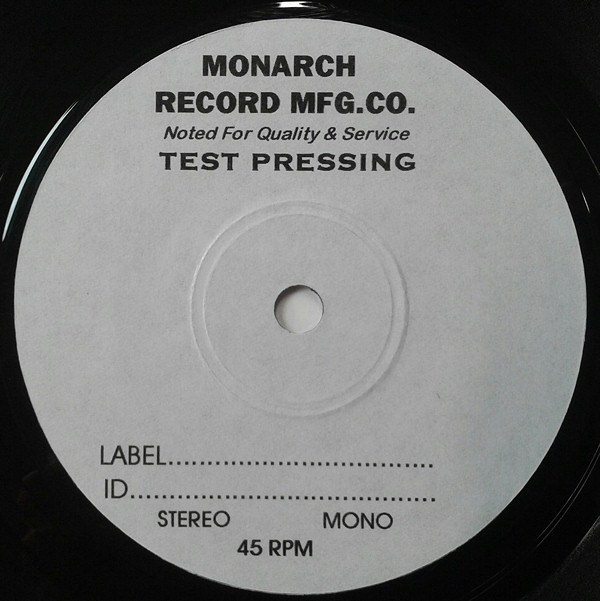 MONARCH
RECORD MFG.CO.
Noted For Quality & Service
TEST PRESSING
LABEL..................................
ID.......................................
STEREO MONO
45 RPM